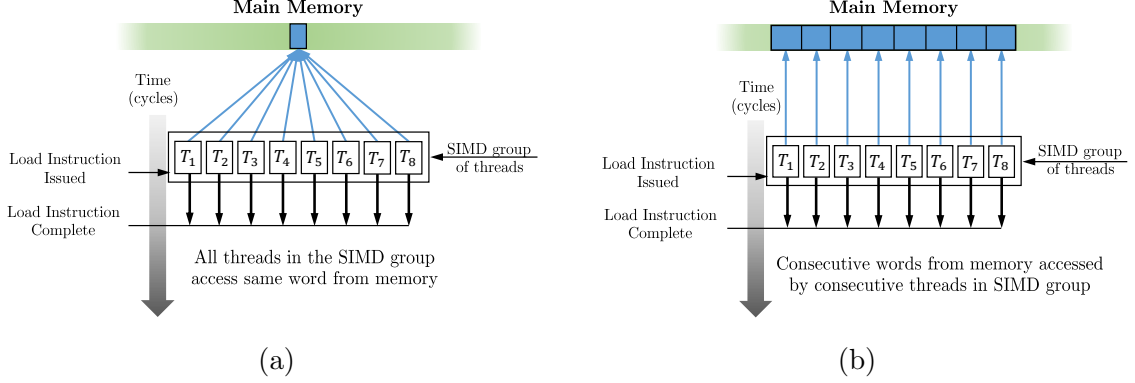 Main Memory
Time
(cycles)
T1 T2 T3 T4 T5 T6 T7 T8
SIMD group
of threads
Load Instruction
Issued
Load Instruction
Complete
All threads in the SIMD group
access same word from memory
(a)
Main Memory
Time
(cycles)
T1 T2 T3 T4 T5 T6 T7 T8
SIMD group
of threads
Load Instruction
Issued
Load Instruction
Complete
Consecutive words from memory accessed
by consecutive threads in SIMD group
(b)